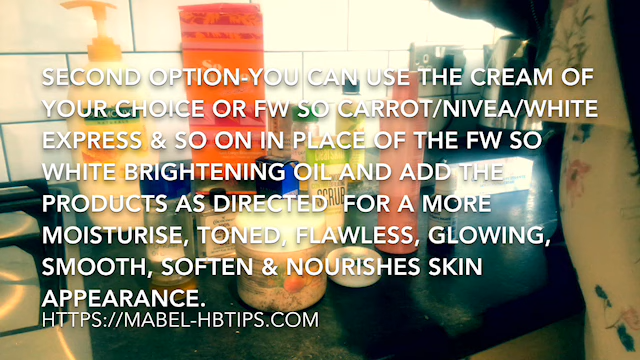 SECOND OPTION-YOU CAN USE THE CREAM OF
YOUR CHOICE OR FW SO CARROT/NIVEA/WHITE
EXPRESS & SO ON IN PLACE OF THE FW SO
WHITE BRIGHTENING OIL AND ADD THE
PRODUCTS AS DIRECTED  FOR A MORE
MOISTURISE, TONED, FLAWLESS, GLOWING,
SMOOTH, SOFTEN & NOURISHES SKIN
APPEARANCE.
HTTPS://MABEL-HBTIPS.COM
SCRUB